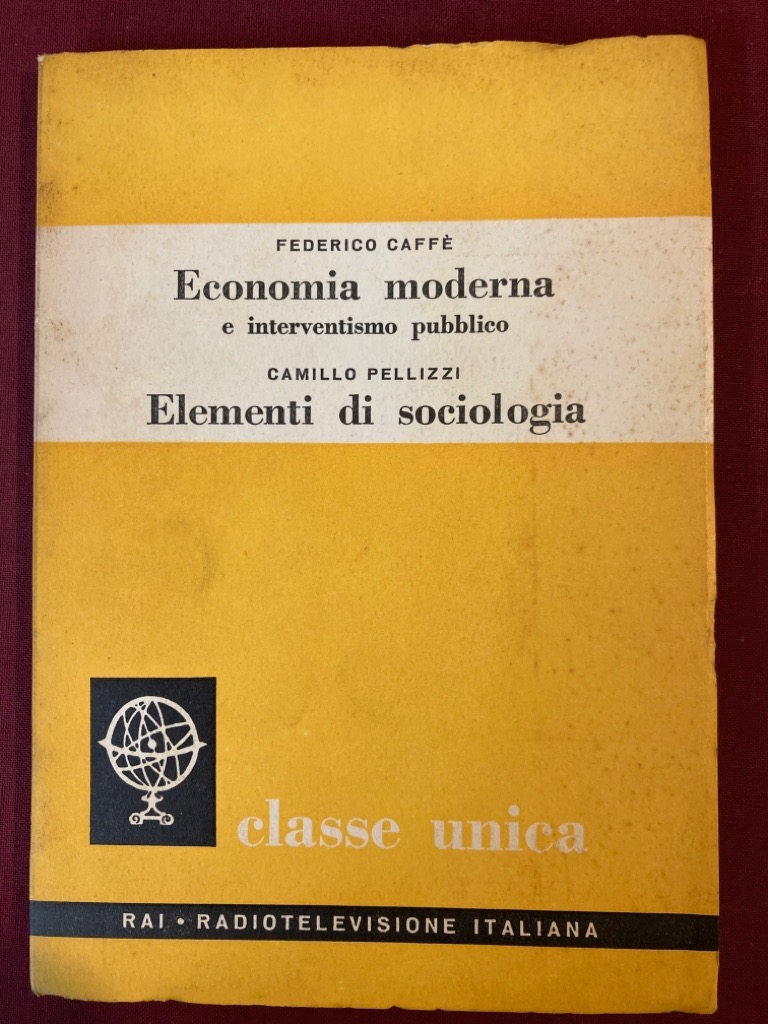 FEDERICO CAFFÈ
Economia moderna
e interventismo pubblico
CAMILLO PELLIZZI
Elementi di sociologia
classe unica
RAI • RADIOTELEVISIONE ITALIANA